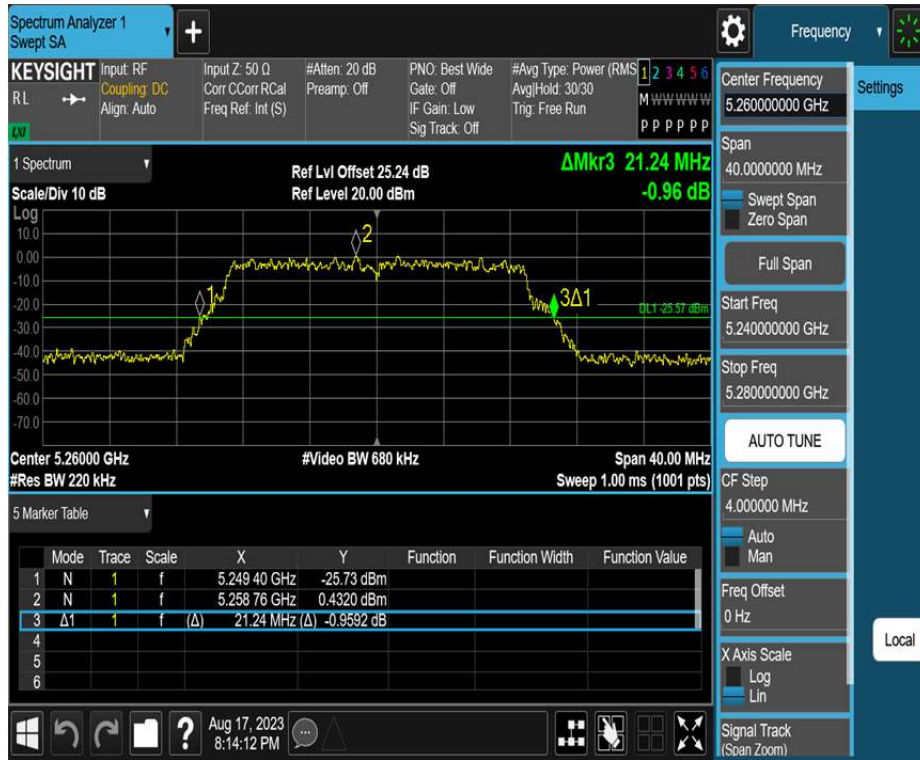 Spectrum Analyzer 1
Swept SA
+
Frequency
KEYSIGHT
RL
LXI
Input: RF
Coupling: DC
Align: Auto
Input Z: 50 Ω
Corr CCorr RCal
Freq Ref: Int (S)
#Atten: 20 dB
Preamp: Off
PNO: Best Wide
Gate: Off
IF Gain: Low
Sig Track: Off
#Avg Type: Power (RMS
Avg|Hold: 30/30
Trig: Free Run
1 2 3 4 5 6
M W W W W W
P P P P P P
1 Spectrum
Scale/Div 10 dB
Ref Lvl Offset 25.24 dB
Ref Level 20.00 dBm
ΔMkr3 21.24 MHz
-0.96 dB
Log
10.0
0.00
-10.0
-20.0
-30.0
-40.0
-50.0
-60.0
-70.0
1
2
3Δ1
DL1 -25.57 dBm
Center 5.26000 GHz
#Video BW 680 kHz
Span 40.00 MHz
#Res BW 220 kHz
Sweep 1.00 ms (1001 pts)
5 Marker Table
Mode Trace Scale X Y Function Function Width Function Value
1 N 1 f 5.249 40 GHz -25.73 dBm
2 N 1 f 5.258 76 GHz 0.4320 dBm
3 Δ1 1 f (Δ) 21.24 MHz (Δ) -0.9592 dB
4
5
6
?
Aug 17, 2023
8:14:12 PM
Center Frequency
5.260000000 GHz
Span
40.0000000 MHz
Swept Span
Zero Span
Full Span
Start Freq
5.240000000 GHz
Stop Freq
5.280000000 GHz
AUTO TUNE
CF Step
4.000000 MHz
Auto
Man
Freq Offset
0 Hz
X Axis Scale
Log
Lin
Signal Track
(Span Zoom)
Settings
Local